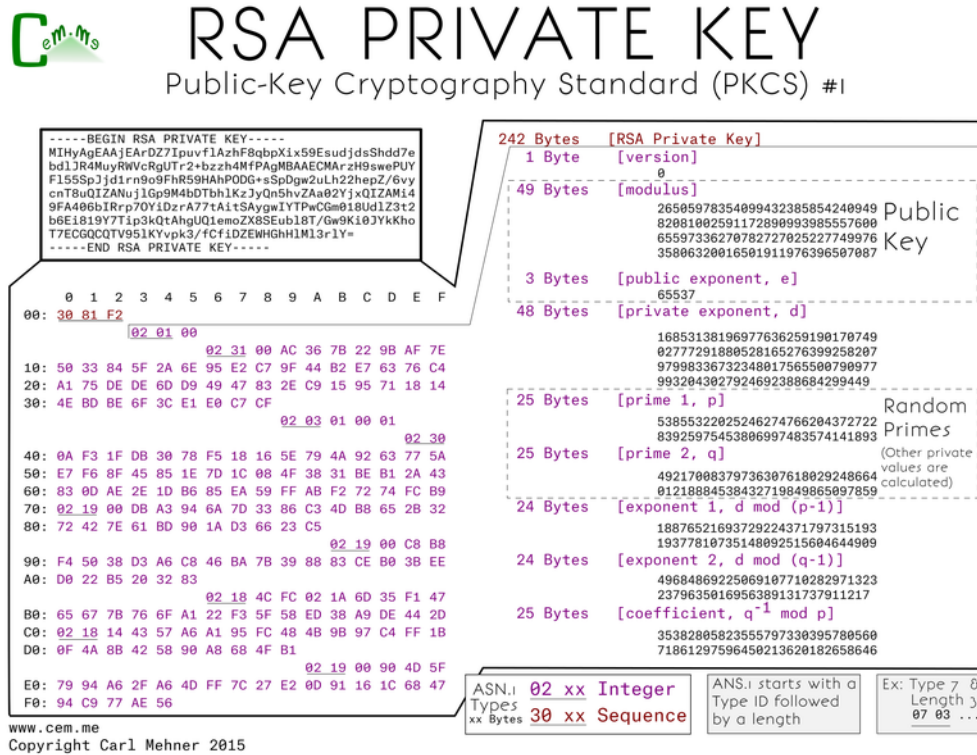 Cem.me
RSA PRIVATE KEY
Public-Key Cryptography Standard (PKCS) #1
-----BEGIN RSA PRIVATE KEY-----
MIHyAgEAAjEArDZ7IpuvflAzhF8qbpXix59EsudjdsShdd7e
bdlJR4MuyRWVcRgUTr2+bzzh4MfPAgMBAAECMArzH9swePUY
Fl55SpJjd1rn9o9FhR59HAhPODG+sSpDgw2uLh22hepZ/6vy
cnT8uQIZANujlGp9M4bDTbhlKzJyQn5hvZAa02YjxQIZAMi4
9FA406bIRrp7OYiDzrA77tAitSAygwIYTPwCGm018UdlZ3t2
b6Ei819Y7Tip3kQtAhgUQ1emoZX8SEubl8T/Gw9Ki0JYkKho
T7ECGQCQTV95lKYvpk3/fCfiDZEWHGhHlMl3rlY=
-----END RSA PRIVATE KEY-----
0 1 2 3 4 5 6 7 8 9 A B C D E F
00: 30 81 F2
02 01 00
02 31 00 AC 36 7B 22 9B AF 7E
10: 50 33 84 5F 2A 6E 95 E2 C7 9F 44 B2 E7 63 76 C4
20: A1 75 DE DE 6D D9 49 47 83 2E C9 15 95 71 18 14
30: 4E BD BE 6F 3C E1 E0 C7 CF
02 03 01 00 01
02 30
40: 0A F3 1F DB 30 78 F5 18 16 5E 79 4A 92 63 77 5A
50: E7 F6 8F 45 85 1E 7D 1C 08 4F 38 31 BE B1 2A 43
60: 83 0D AE 2E 1D B6 85 EA 59 FF AB F2 72 74 FC B9
70: 02 19 00 DB A3 94 6A 7D 33 86 C3 4D B8 65 2B 32
80: 72 42 7E 61 BD 90 1A D3 66 23 C5
02 19 00 C8 B8
90: F4 50 38 D3 A6 C8 46 BA 7B 39 88 83 CE B0 3B EE
A0: D0 22 B5 20 32 83
02 18 4C FC 02 1A 6D 35 F1 47
B0: 65 67 7B 76 6F A1 22 F3 5F 58 ED 38 A9 DE 44 2D
C0: 02 18 14 43 57 A6 A1 95 FC 48 4B 9B 97 C4 FF 1B
D0: 0F 4A 8B 42 58 90 A8 68 4F B1
02 19 00 90 4D 5F
E0: 79 94 A6 2F A6 4D FF 7C 27 E2 0D 91 16 1C 68 47
F0: 94 C9 77 AE 56
www.cem.me
Copyright Carl Mehner 2015
242 Bytes [RSA Private Key]
1 Byte [version]
0
49 Bytes [modulus]
26505978354099432385854240949
82081002591172890993985557600
65597336270782727025227749976
35806320016501911976396507087
Public
Key
3 Bytes [public exponent, e]
65537
48 Bytes [private exponent, d]
16853138196977636259190170749
02777291880528165276399258207
97998336732348017565500790977
9932043027924692388684299449
25 Bytes [prime 1, p]
53855322025246274766204372722
83925975453806997483574141893
Random
Primes
(Other private
values are
calculated)
25 Bytes [prime 2, q]
49217008379736307618029248664
01218884538432719849865097859
24 Bytes [exponent 1, d mod (p-1)]
18876521693729224371797315193
19377810735148092515604644909
24 Bytes [exponent 2, d mod (q-1)]
49684869225069107710282971323
2379635016956389131737911217
25 Bytes [coefficient, q-1 mod p]
35382805823555797330395780560
71861297596450213620182658646
ASN.1
Types
xx Bytes
02 xx Integer
30 xx Sequence
ANS.1 starts with a
Type ID followed
by a length
Ex: Type 7 &
Length 3
07 03 ...